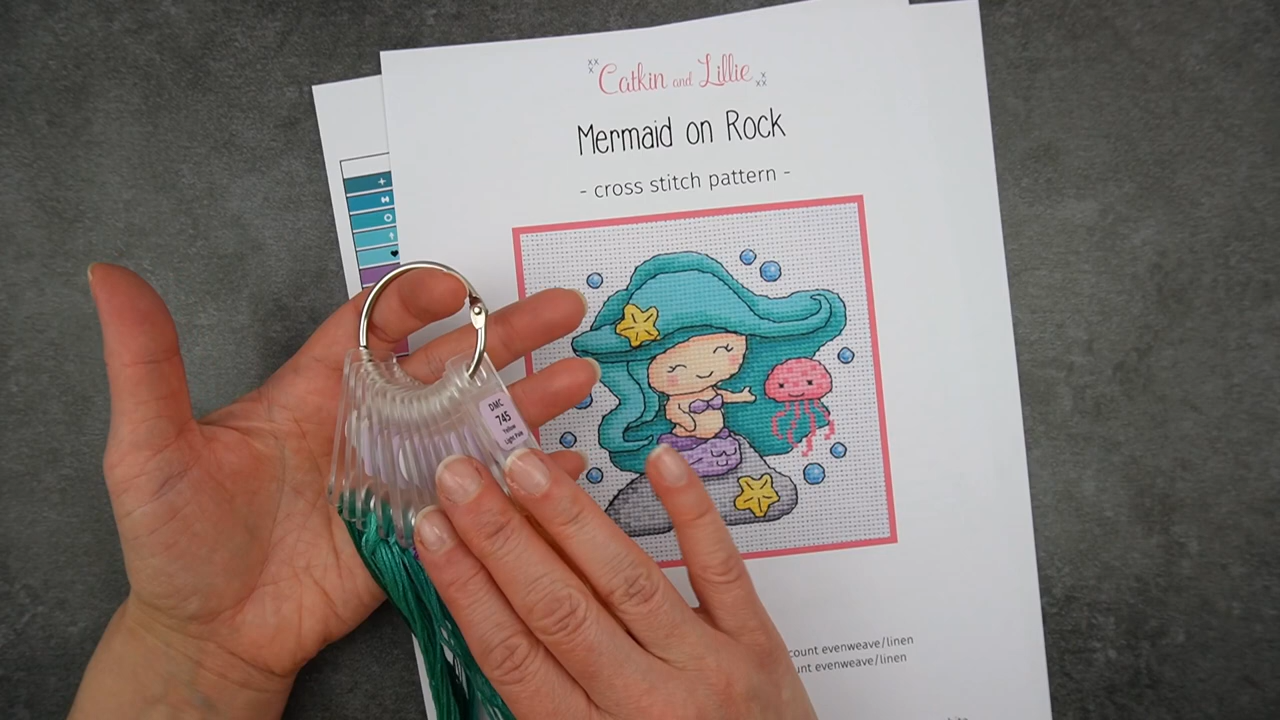 Catkin and Lillie
Mermaid on Rock
- cross stitch pattern -
DMC
745
Yellow
Light Pale
count evenweave/linen
unt evenweave/linen